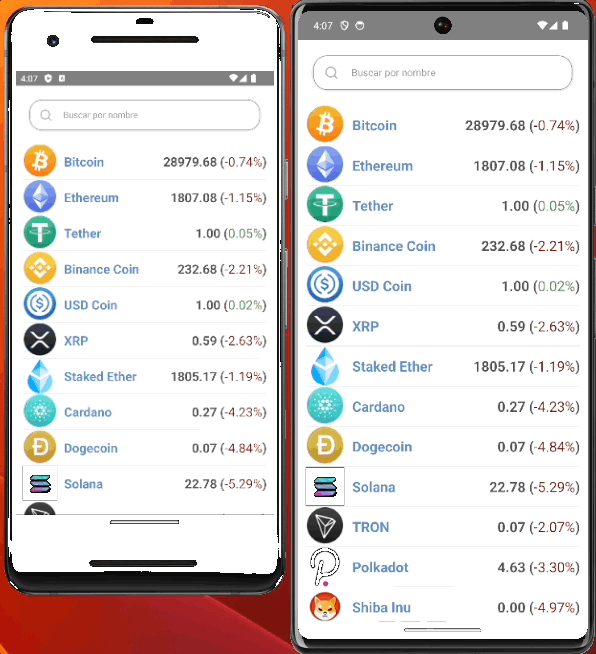 4:07
Buscar por nombre
Bitcoin 28979.68 (-0.74%)
Ethereum 1807.08 (-1.15%)
Tether 1.00 (0.05%)
Binance Coin 232.68 (-2.21%)
USD Coin 1.00 (0.02%)
XRP 0.59 (-2.63%)
Staked Ether 1805.17 (-1.19%)
Cardano 0.27 (-4.23%)
Dogecoin 0.07 (-4.84%)
Solana 22.78 (-5.29%)
4:07
Buscar por nombre
Bitcoin 28979.68 (-0.74%)
Ethereum 1807.08 (-1.15%)
Tether 1.00 (0.05%)
Binance Coin 232.68 (-2.21%)
USD Coin 1.00 (0.02%)
XRP 0.59 (-2.63%)
Staked Ether 1805.17 (-1.19%)
Cardano 0.27 (-4.23%)
Dogecoin 0.07 (-4.84%)
Solana 22.78 (-5.29%)
TRON 0.07 (-2.07%)
Polkadot 4.63 (-3.30%)
Shiba Inu 0.00 (-4.97%)